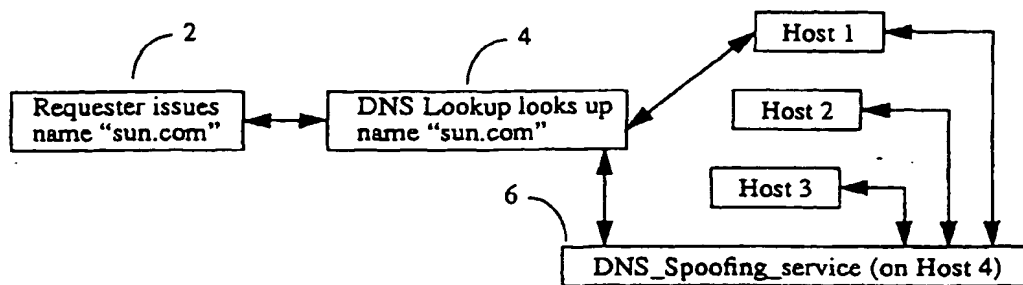 2
4
Host 1
Requester issues
name “sun.com”
DNS Lookup looks up
name “sun.com”
Host 2
Host 3
6
DNS_Spoofing_service (on Host 4)